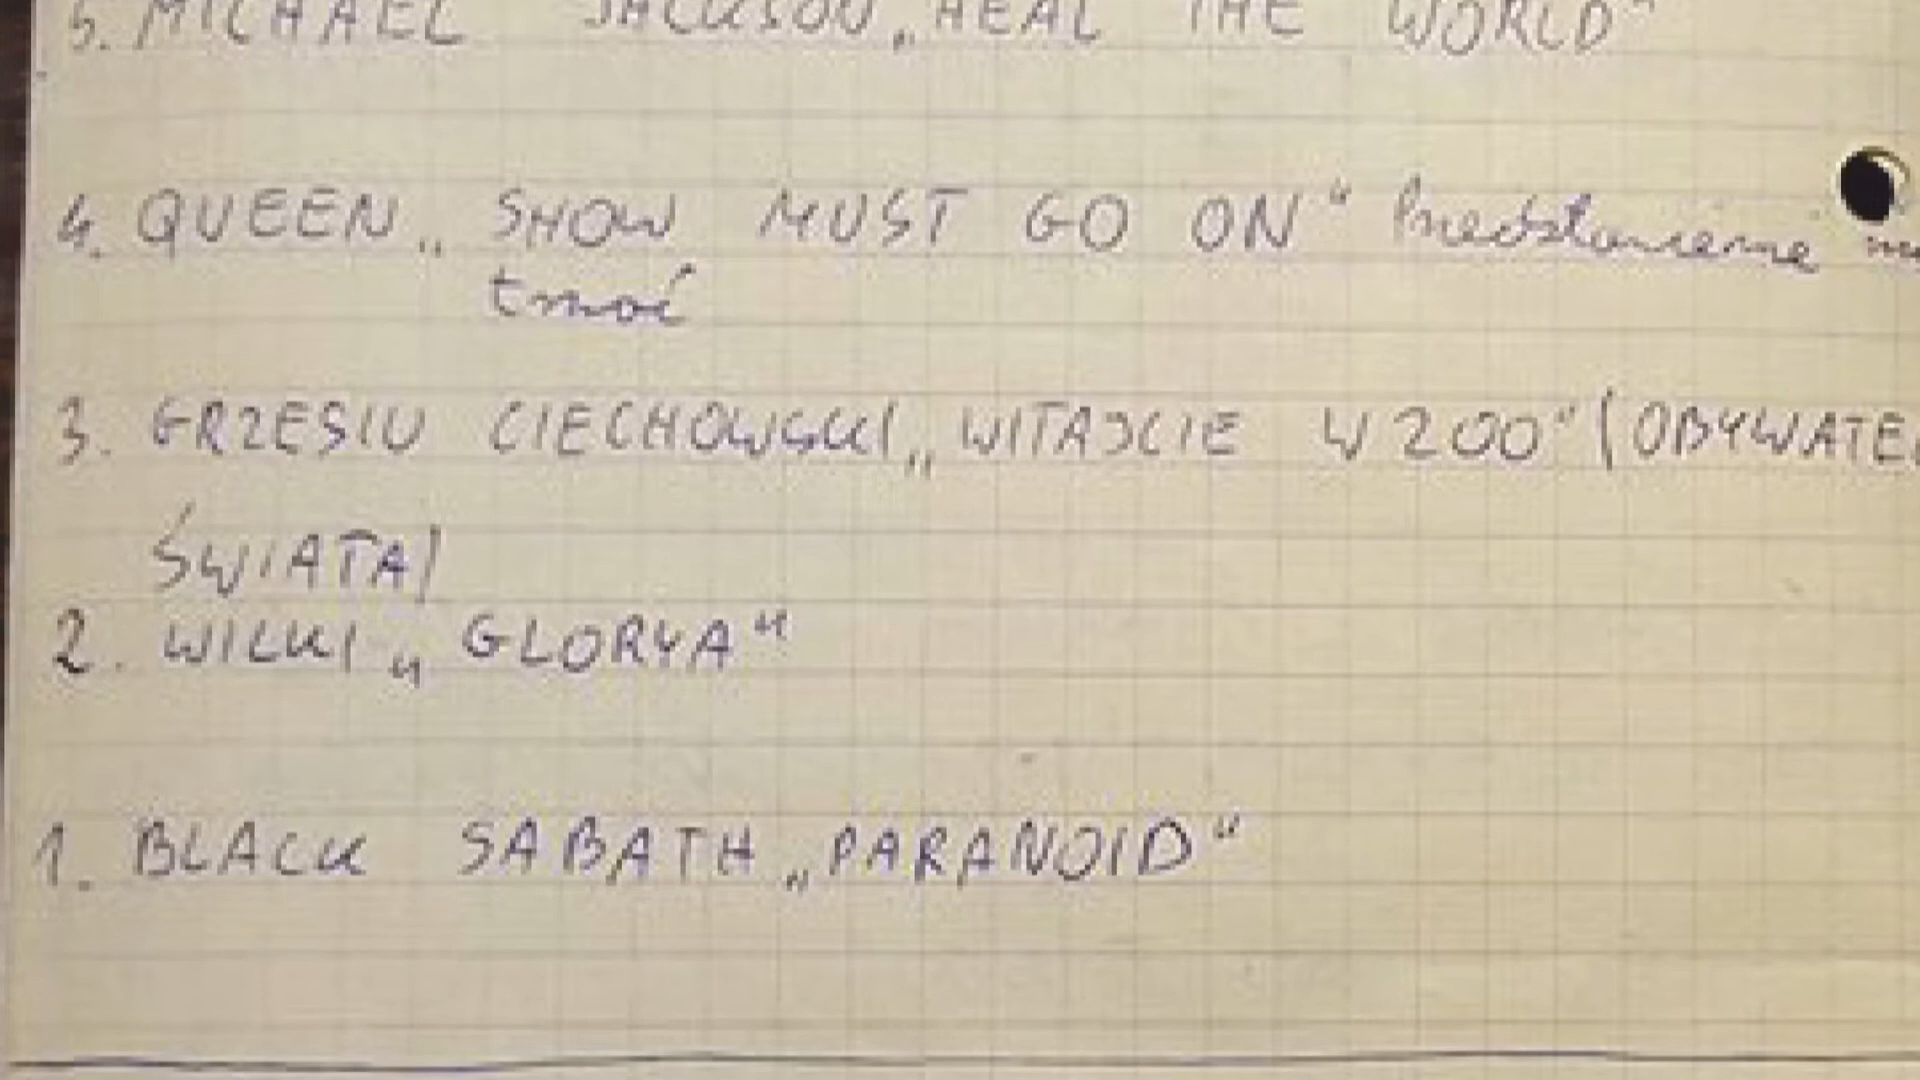 5. MICHAEL JACKSON „HEAL THE WORLD"
4. QUEEN „ SHOW MUST GO ON" Przedstawienie
trwać
3. GRZESIU CIECHOWSKI „WITAJCIE W ZOO" (OBYWATEL
ŚWIATA)
2. WILKI „ GLORYA"
1. BLACK SABATH „PARANOID"